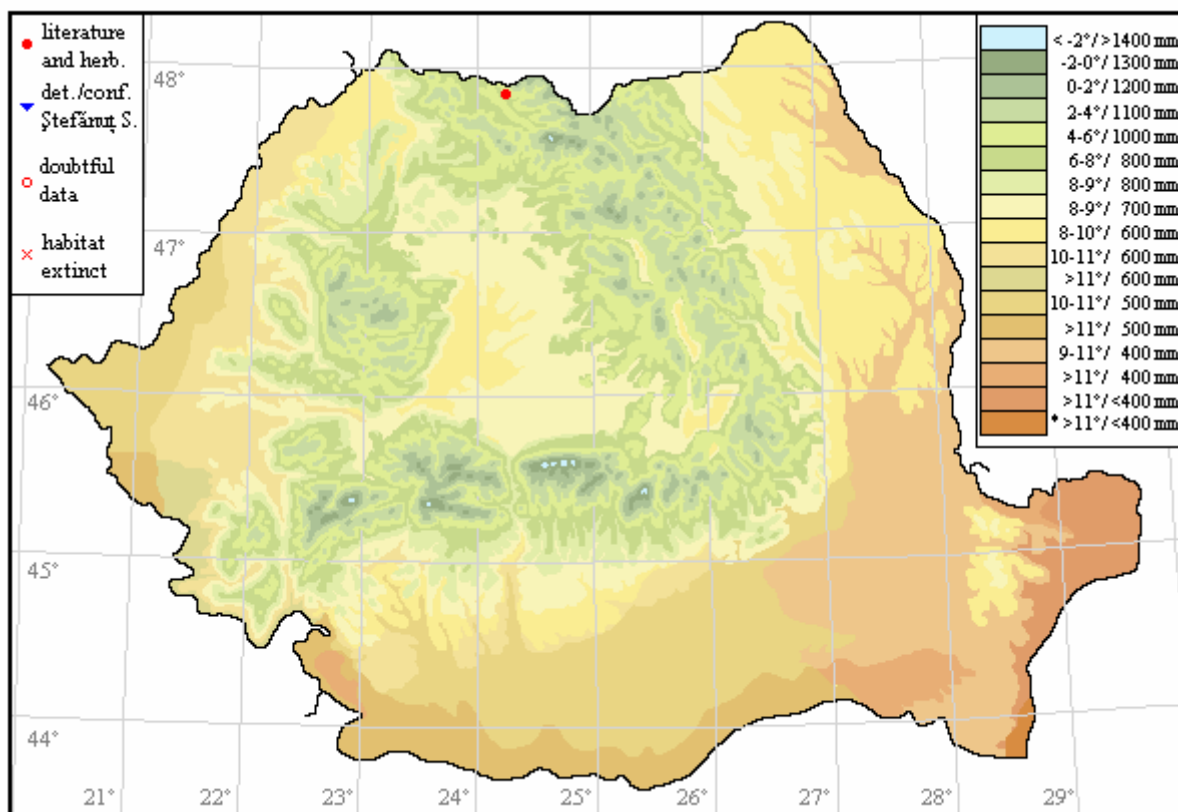 literature
and herb.
det./conf.
Ştefănuţ S.
doubtful
data
habitat
extinct
< -2°/ >1400 mm
-2-0°/ 1300 mm
0-2°/ 1200 mm
2-4°/ 1100 mm
4-6°/ 1000 mm
6-8°/ 800 mm
8-9°/ 800 mm
8-9°/ 700 mm
8-10°/ 600 mm
10-11°/ 600 mm
>11°/ 600 mm
10-11°/ 500 mm
>11°/ 500 mm
9-11°/ 400 mm
>11°/ 400 mm
>11°/ <400 mm
* >11°/ <400 mm
48°
47°
46°
45°
44°
21°
22°
23°
24°
25°
26°
27°
28°
29°